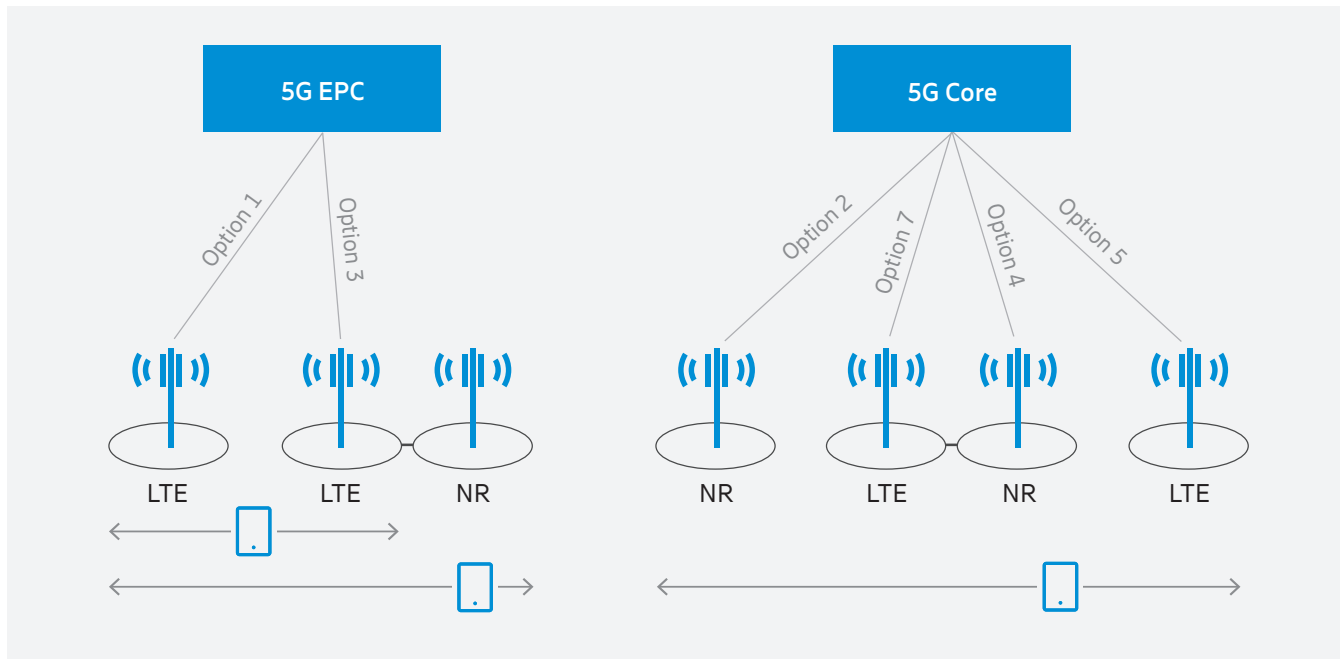 5G EPC
5G Core
Option 1
Option 3
Option 2
Option 7
Option 4
Option 5
LTE
LTE
NR
NR
LTE
NR
LTE